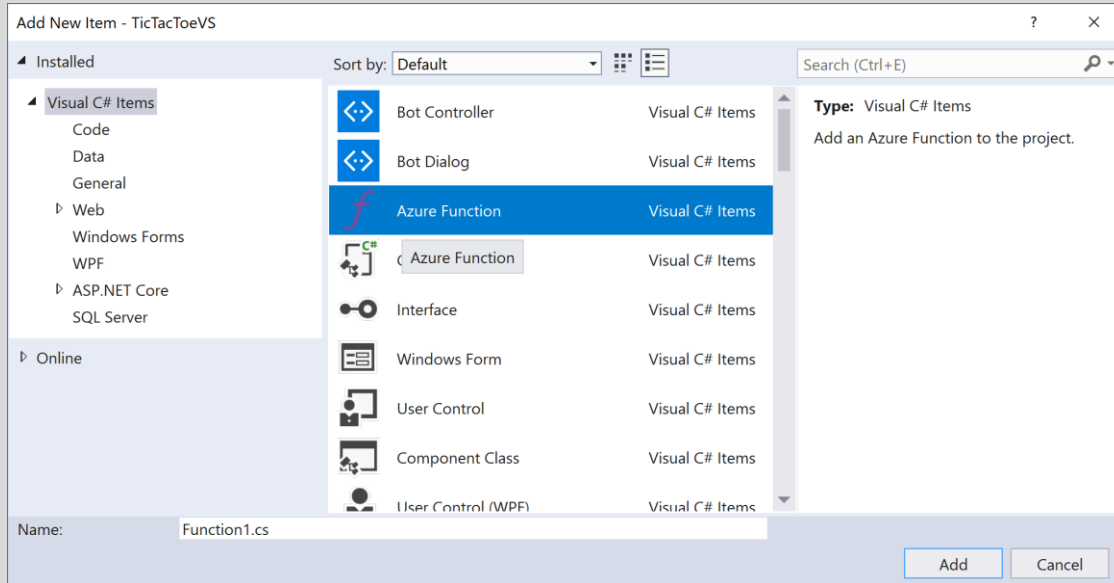 Add New Item - TicTacToeVS ? ×
Installed
Sort by: Default
Search (Ctrl+E)
Visual C# Items
Code
Data
General
Web
Windows Forms
WPF
ASP.NET Core
SQL Server
Online
Bot Controller Visual C# Items
Bot Dialog Visual C# Items
Azure Function Visual C# Items
C# Azure Function Visual C# Items
Interface Visual C# Items
Windows Form Visual C# Items
User Control Visual C# Items
Component Class Visual C# Items
User Control (WPF) Visual C# Items
Type: Visual C# Items
Add an Azure Function to the project.
Name: Function1.cs
Add Cancel